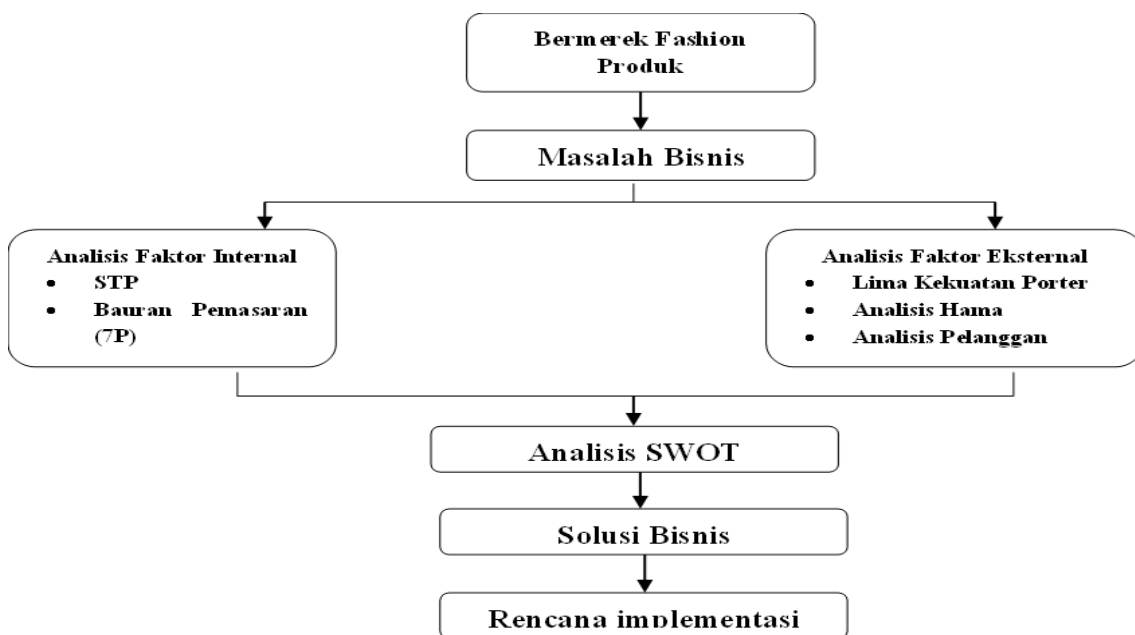 Bermerek Fashion
Produk
Masalah Bisnis
Analisis Faktor Internal
• STP
• Bauran Pemasaran
(7P)
Analisis Faktor Eksternal
• Lima Kekuatan Porter
• Analisis Hama
• Analisis Pelanggan
Analisis SWOT
Solusi Bisnis
Rencana implementasi